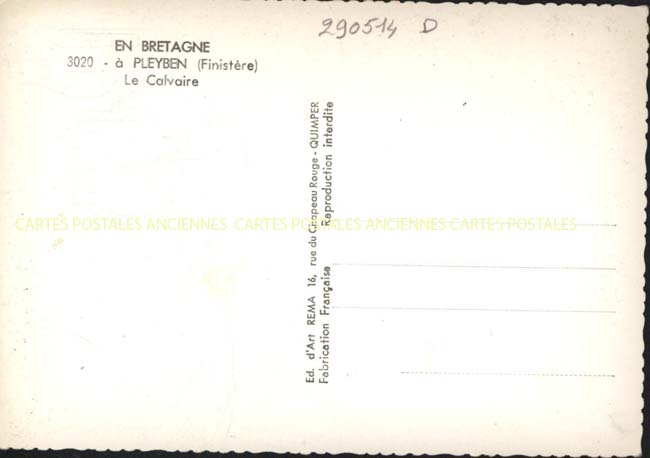 290514 D
EN BRETAGNE
3020 - à PLEYBEN (Finistère)
Le Calvaire
Ed. d'Art REMA 16, rue du Chapeau Rouge - QUIMPER
Fabrication Française Reproduction interdite
CARTES POSTALES ANCIENNES CARTES POSTALES ANCIENNES CARTES POSTALES